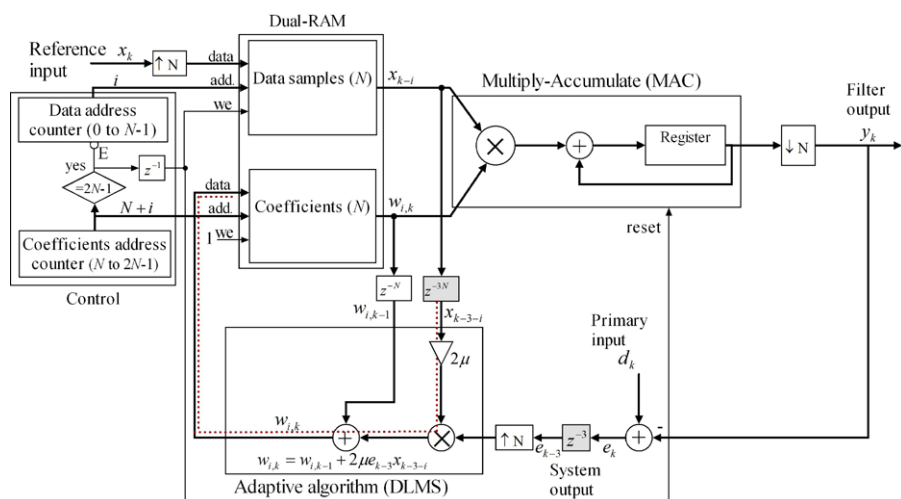 Dual-RAM
Reference
input
x_k
↑ N
data
add.
we
i
Data samples (N)
x_{k-i}
Multiply-Accumulate (MAC)
Filter
output
y_k
Data address
counter (0 to N-1)
E
yes
z^{-1}
=2N-1
N+i
Coefficients address
counter (N to 2N-1)
Control
data
add.
1
we
Coefficients (N)
w_{i,k}
×
+
Register
↓ N
reset
z^{-N}
w_{i,k-1}
z^{-3N}
x_{k-3-i}
2μ
Primary
input
d_k
w_{i,k}
+
×
↑ N
e_{k-3}
z^{-3}
e_k
+
-
w_{i,k} = w_{i,k-1} + 2μe_{k-3}x_{k-3-i}
System
output
Adaptive algorithm (DLMS)